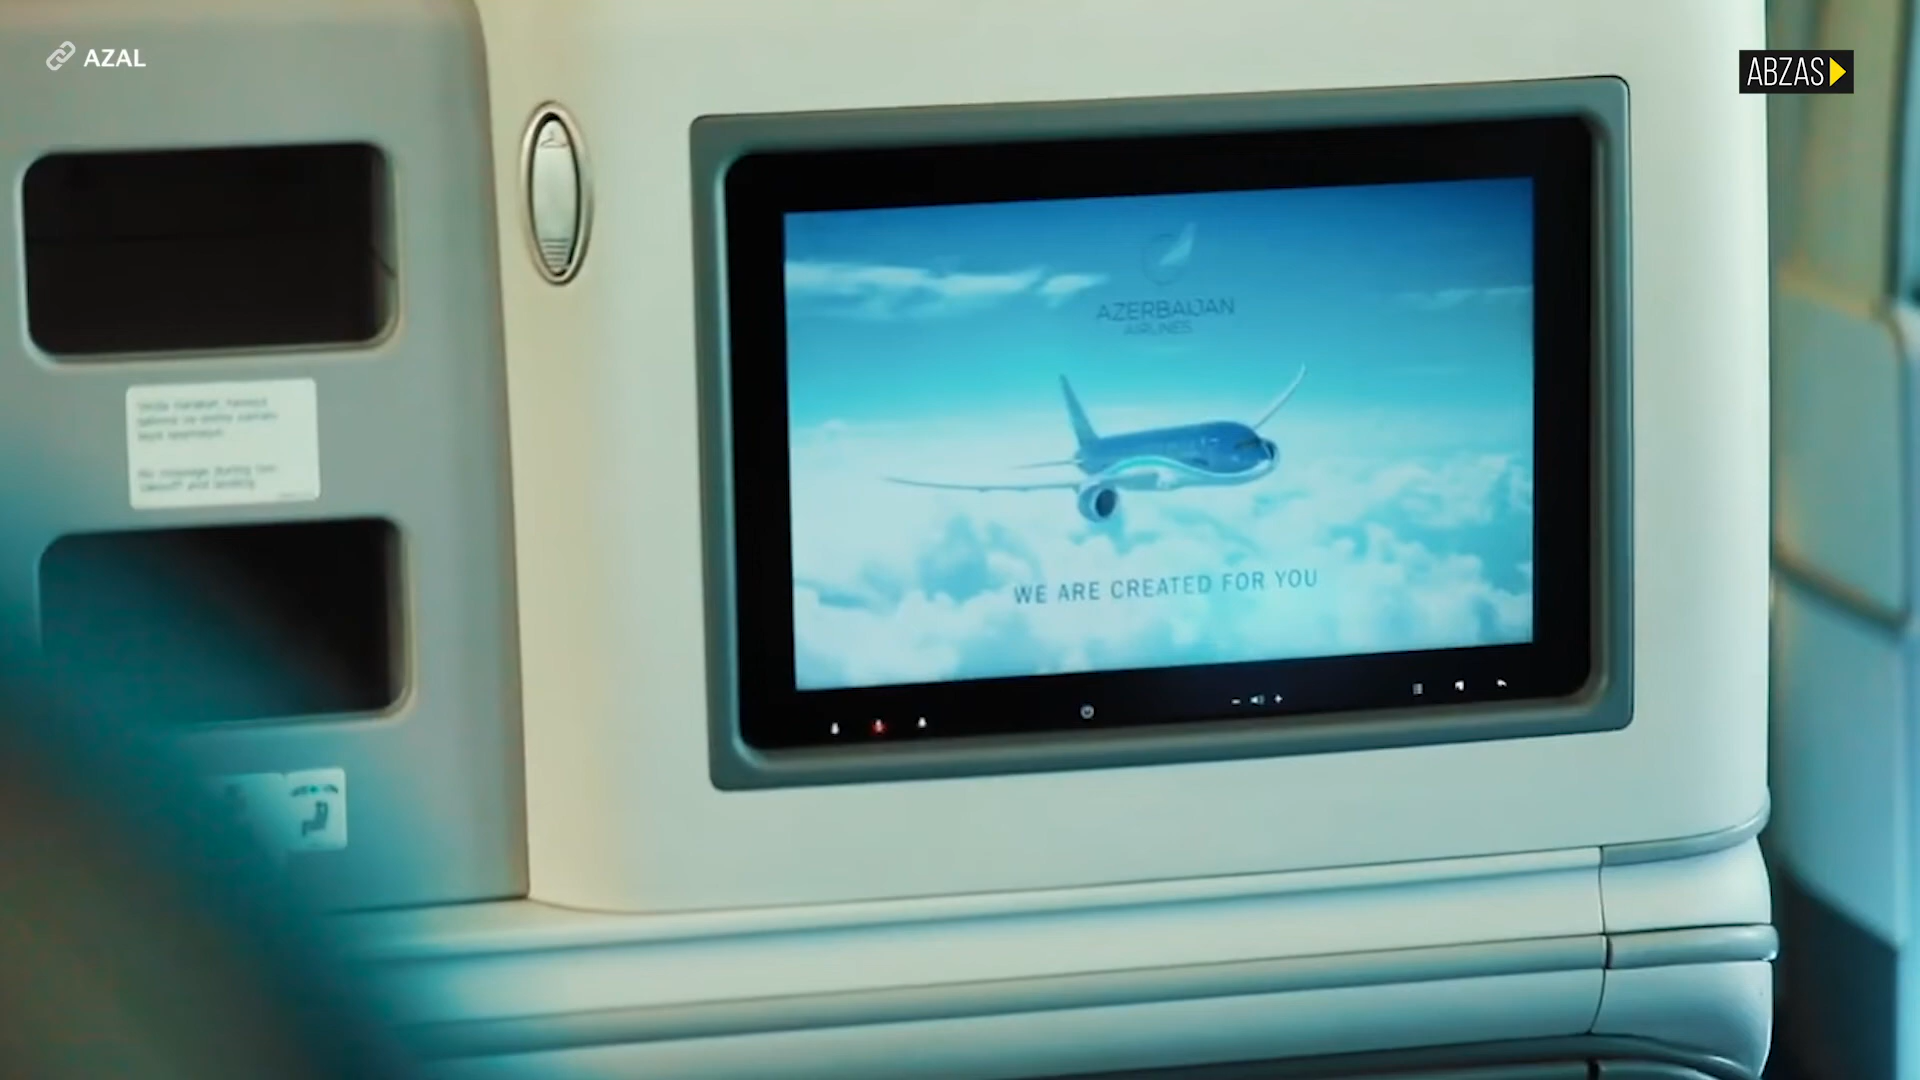 AZAL
ABZAS
AZERBAIJAN
AIRLINES
WE ARE CREATED FOR YOU